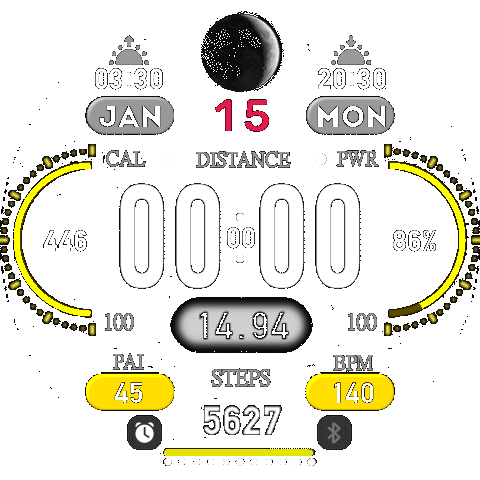 03:30
20:30
JAN
15
MON
CAL
DISTANCE
PWR
446
00
00
00
86%
100
14.94
100
PAI
BPM
45
STEPS
140
5627